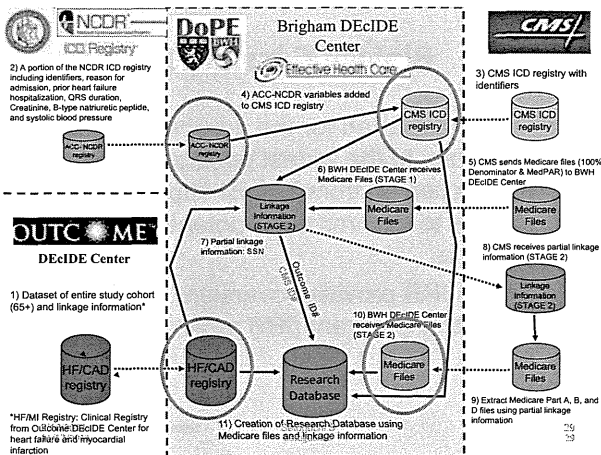 NCDR
ICD Registry
2) A portion of the NCDR ICD registry
including identifiers, reason for
admission, prior heart failure
hospitalization, QRS duration,
Creatinine, B-type natriuretic peptide,
and systolic blood pressure
ACC- NCDR
registry
OUTCOME
DEcIDE Center
1) Dataset of entire study cohort
(65+) and linkage information*
HF/CAD
registry
*HF/MI Registry: Clinical Registry
from Outcome DEcIDE Center for
heart failure and myocardial
infarction
DoPE
BWH
Brigham DEcIDE
Center
Effective Health Care
4) ACC-NCDR variables added
to CMS ICD registry
ACC- NCDR
registry
CMS ICD
registry
6) BWH DEcIDE Center receives
Medicare Files (STAGE 1)
Linkage
Information
(STAGE 2)
Medicare
Files
7) Partial linkage
information: SSN
Outcome ID#
CMS ID#
10) BWH DEcIDE Center
receives Medicare Files
(STAGE 2)
HF/CAD
registry
Research
Database
Medicare
Files
11) Creation of Research Database using
Medicare files and linkage information
CMS
3) CMS ICD registry with
identifiers
CMS ICD
registry
5) CMS sends Medicare files (100%
Denominator & MedPAR) to BWH
DEcIDE Center
Medicare
Files
8) CMS receives partial linkage
information (STAGE 2)
Linkage
Information
(STAGE 2)
Medicare
Files
9) Extract Medicare Part A, B, and
D files using partial linkage
information
29
29